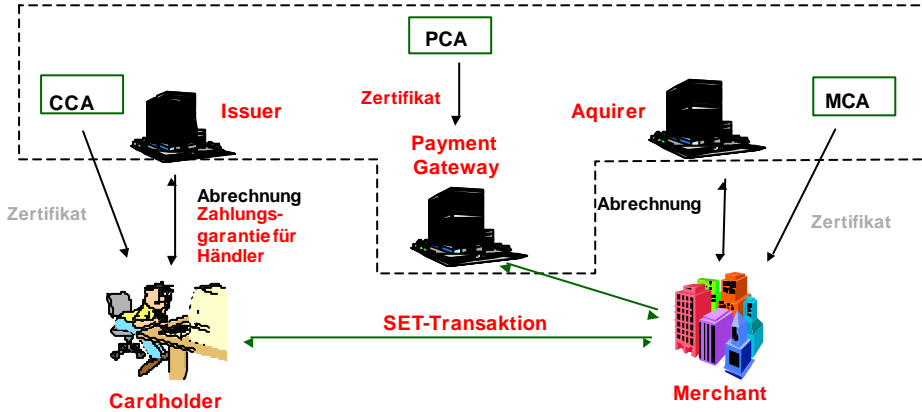 PCA
CCA
Issuer
Zertifikat
Aquirer
MCA
Payment
Gateway
Zertifikat
Abrechnung
Zahlungs-
garantie für
Händler
Abrechnung
Zertifikat
SET-Transaktion
Cardholder
Merchant